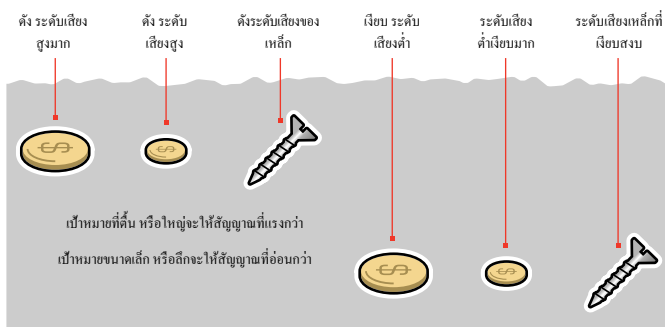 ดัง ระดับเสียง
สูงมาก
ดัง ระดับ
เสียงสูง
ดังระดับเสียงของ
เหล็ก
เงียบ ระดับ
เสียงต่ำ
ระดับเสียง
ต่ำเงียบมาก
ระดับเสียงเหล็กที่
เงียบสงบ
เป้าหมายที่ตื้น หรือใหญ่จะให้สัญญาณที่แรงกว่า
เป้าหมายขนาดเล็ก หรือลึกจะให้สัญญาณที่อ่อนกว่า